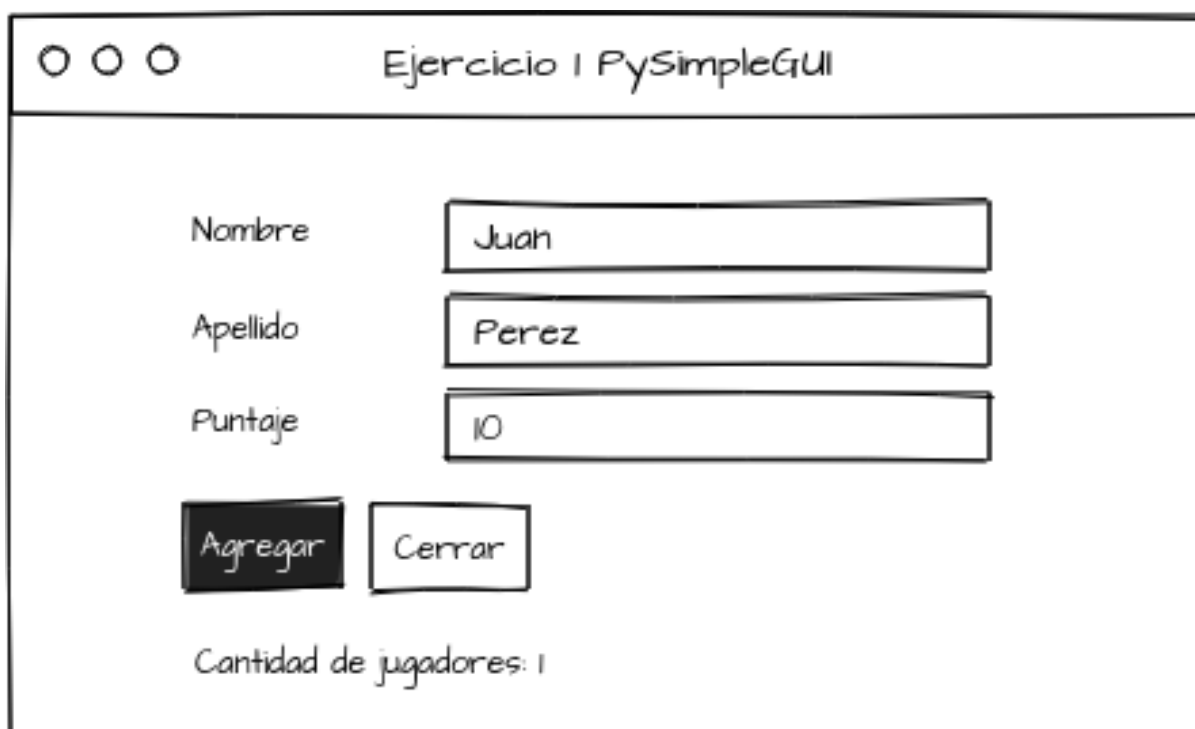 Ejercicio 1 PySimpleGUI
Nombre Juan
Apellido Perez
Puntaje 10
Agregar Cerrar
Cantidad de jugadores: 1